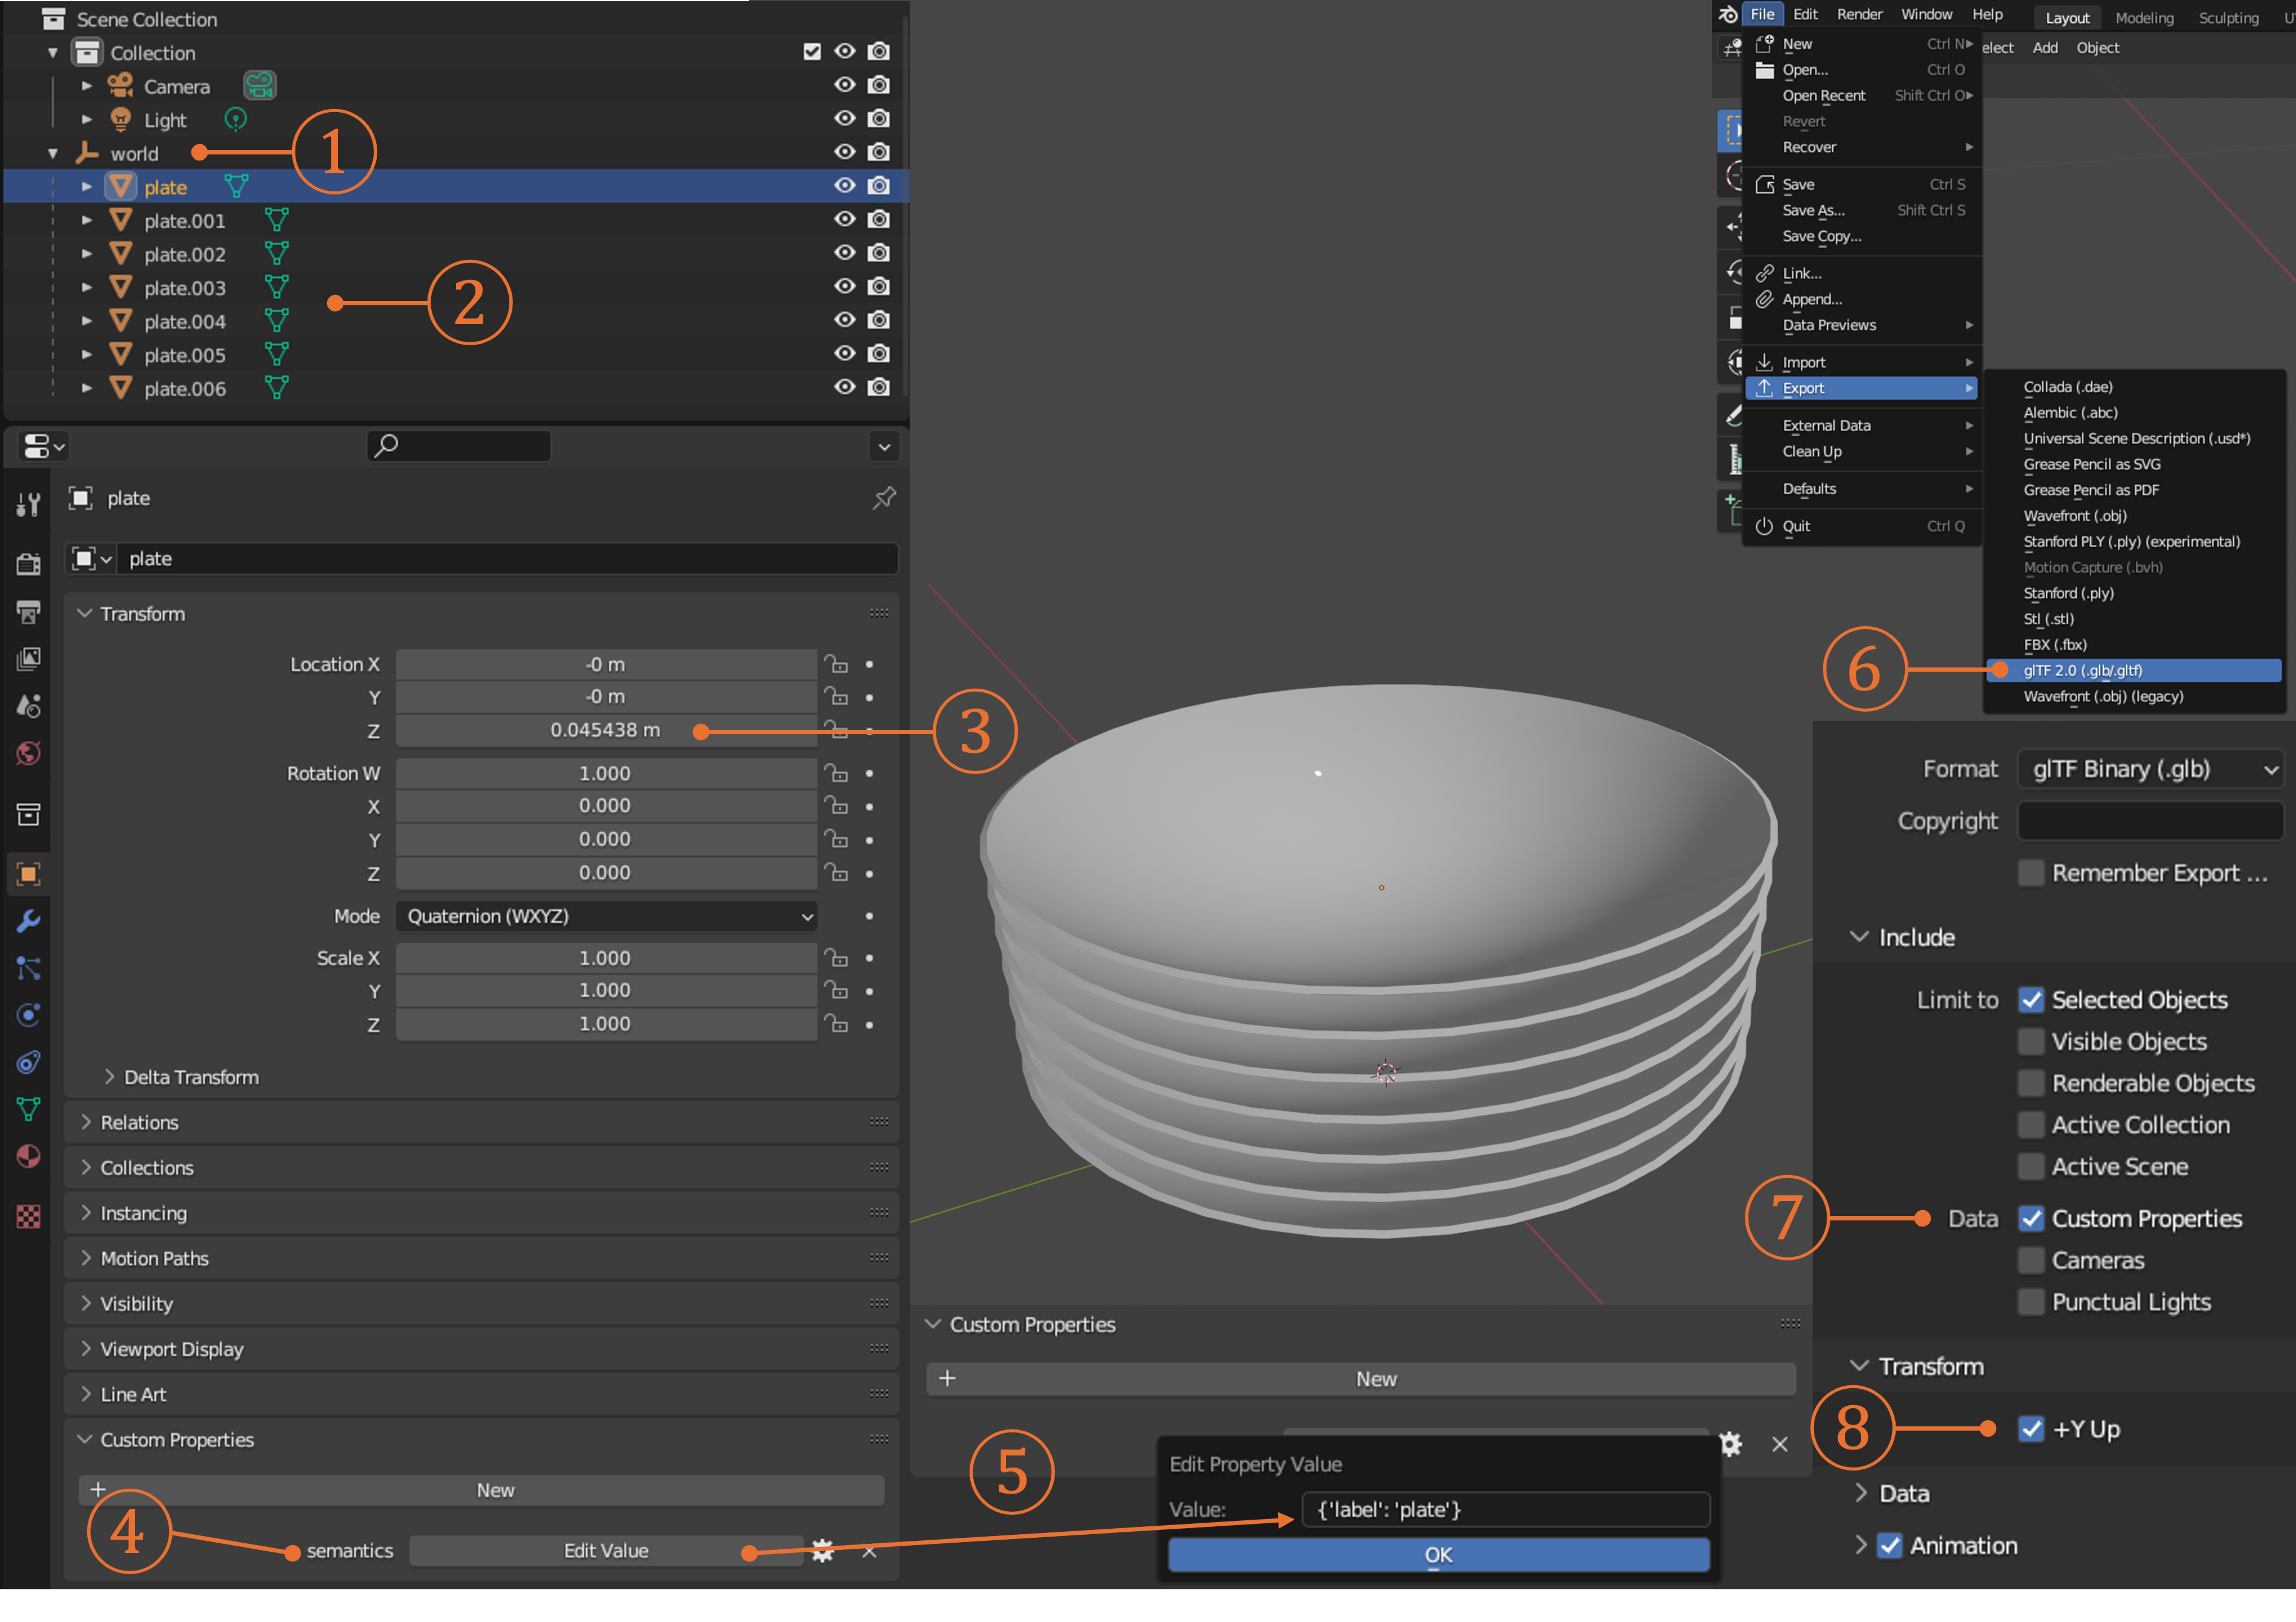 Scene Collection
Collection
Camera
Light
world
1
plate
plate.001
plate.002
plate.003
2
plate.004
plate.005
plate.006
plate
plate
Transform
Location X -0 m
Y -0 m
Z 0.045438 m
3
Rotation W 1.000
X 0.000
Y 0.000
Z 0.000
Mode Quaternion (WXYZ)
Scale X 1.000
Y 1.000
Z 1.000
Delta Transform
Relations
Collections
Instancing
Motion Paths
Visibility
Viewport Display
Line Art
Custom Properties
+ New
4
semantics Edit Value
Custom Properties
+ New
5
Edit Property Value
Value: {'label': 'plate'}
OK
File Edit Render Window Help Layout Modeling Sculpting U
elect Add Object
New Ctrl N
Open... Ctrl O
Open Recent Shift Ctrl O
Revert
Recover
Save Ctrl S
Save As... Shift Ctrl S
Save Copy...
Link...
Append...
Data Previews
Import
Export
External Data
Clean Up
Defaults
Quit Ctrl Q
Collada (.dae)
Alembic (.abc)
Universal Scene Description (.usd*)
Grease Pencil as SVG
Grease Pencil as PDF
Wavefront (.obj)
Stanford PLY (.ply) (experimental)
Motion Capture (.bvh)
Stanford (.ply)
Stl (.stl)
FBX (.fbx)
6
glTF 2.0 (.glb/.gltf)
Wavefront (.obj) (legacy)
Format glTF Binary (.glb)
Copyright
Remember Export ...
Include
Limit to Selected Objects
Visible Objects
Renderable Objects
Active Collection
Active Scene
7
Data Custom Properties
Cameras
Punctual Lights
Transform
8
+Y Up
Data
Animation